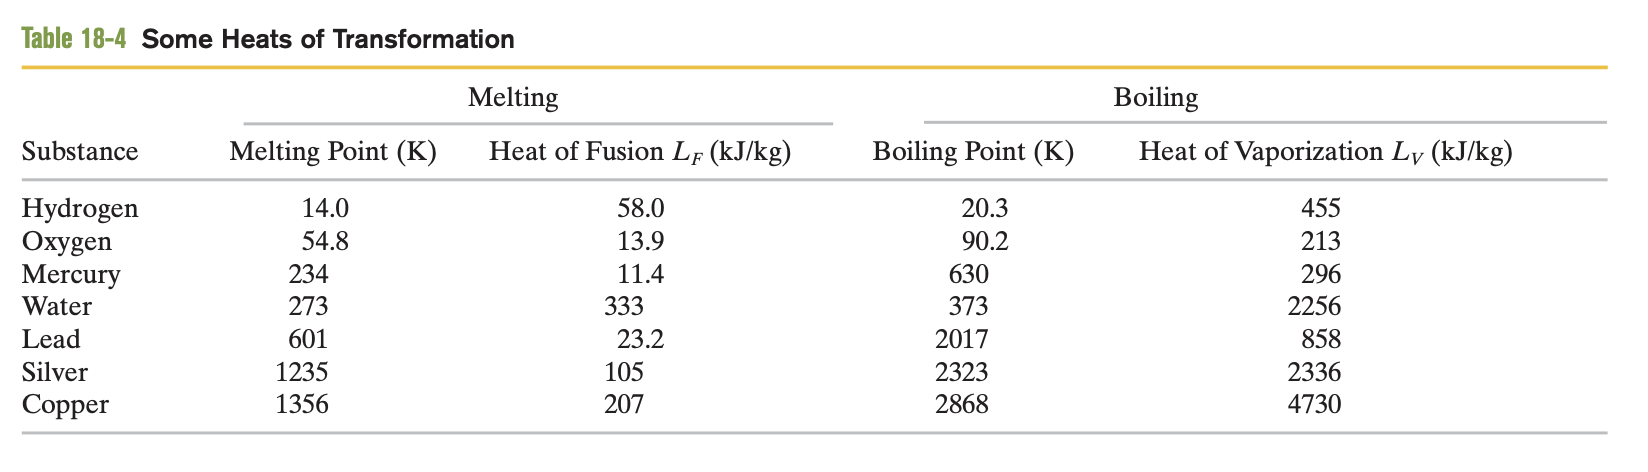 Table 18-4 Some Heats of Transformation
Melting Boiling
Substance Melting Point (K) Heat of Fusion L_F (kJ/kg) Boiling Point (K) Heat of Vaporization L_V (kJ/kg)
Hydrogen 14.0 58.0 20.3 455
Oxygen 54.8 13.9 90.2 213
Mercury 234 11.4 630 296
Water 273 333 373 2256
Lead 601 23.2 2017 858
Silver 1235 105 2323 2336
Copper 1356 207 2868 4730